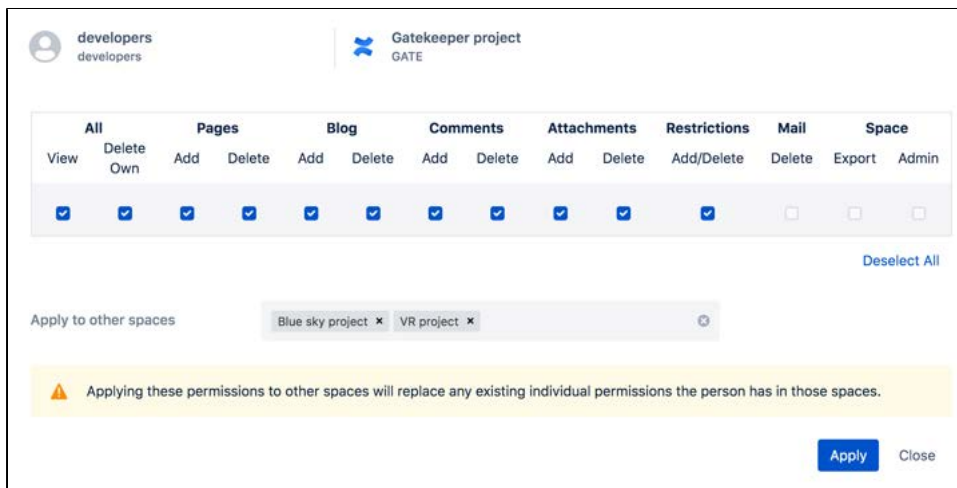 developers
developers
Gatekeeper project
GATE
All Pages Blog Comments Attachments Restrictions Mail Space
View Delete Own Add Delete Add Delete Add Delete Add Delete Add/Delete Delete Export Admin
Deselect All
Apply to other spaces Blue sky project × VR project ×
Applying these permissions to other spaces will replace any existing individual permissions the person has in those spaces.
Apply Close